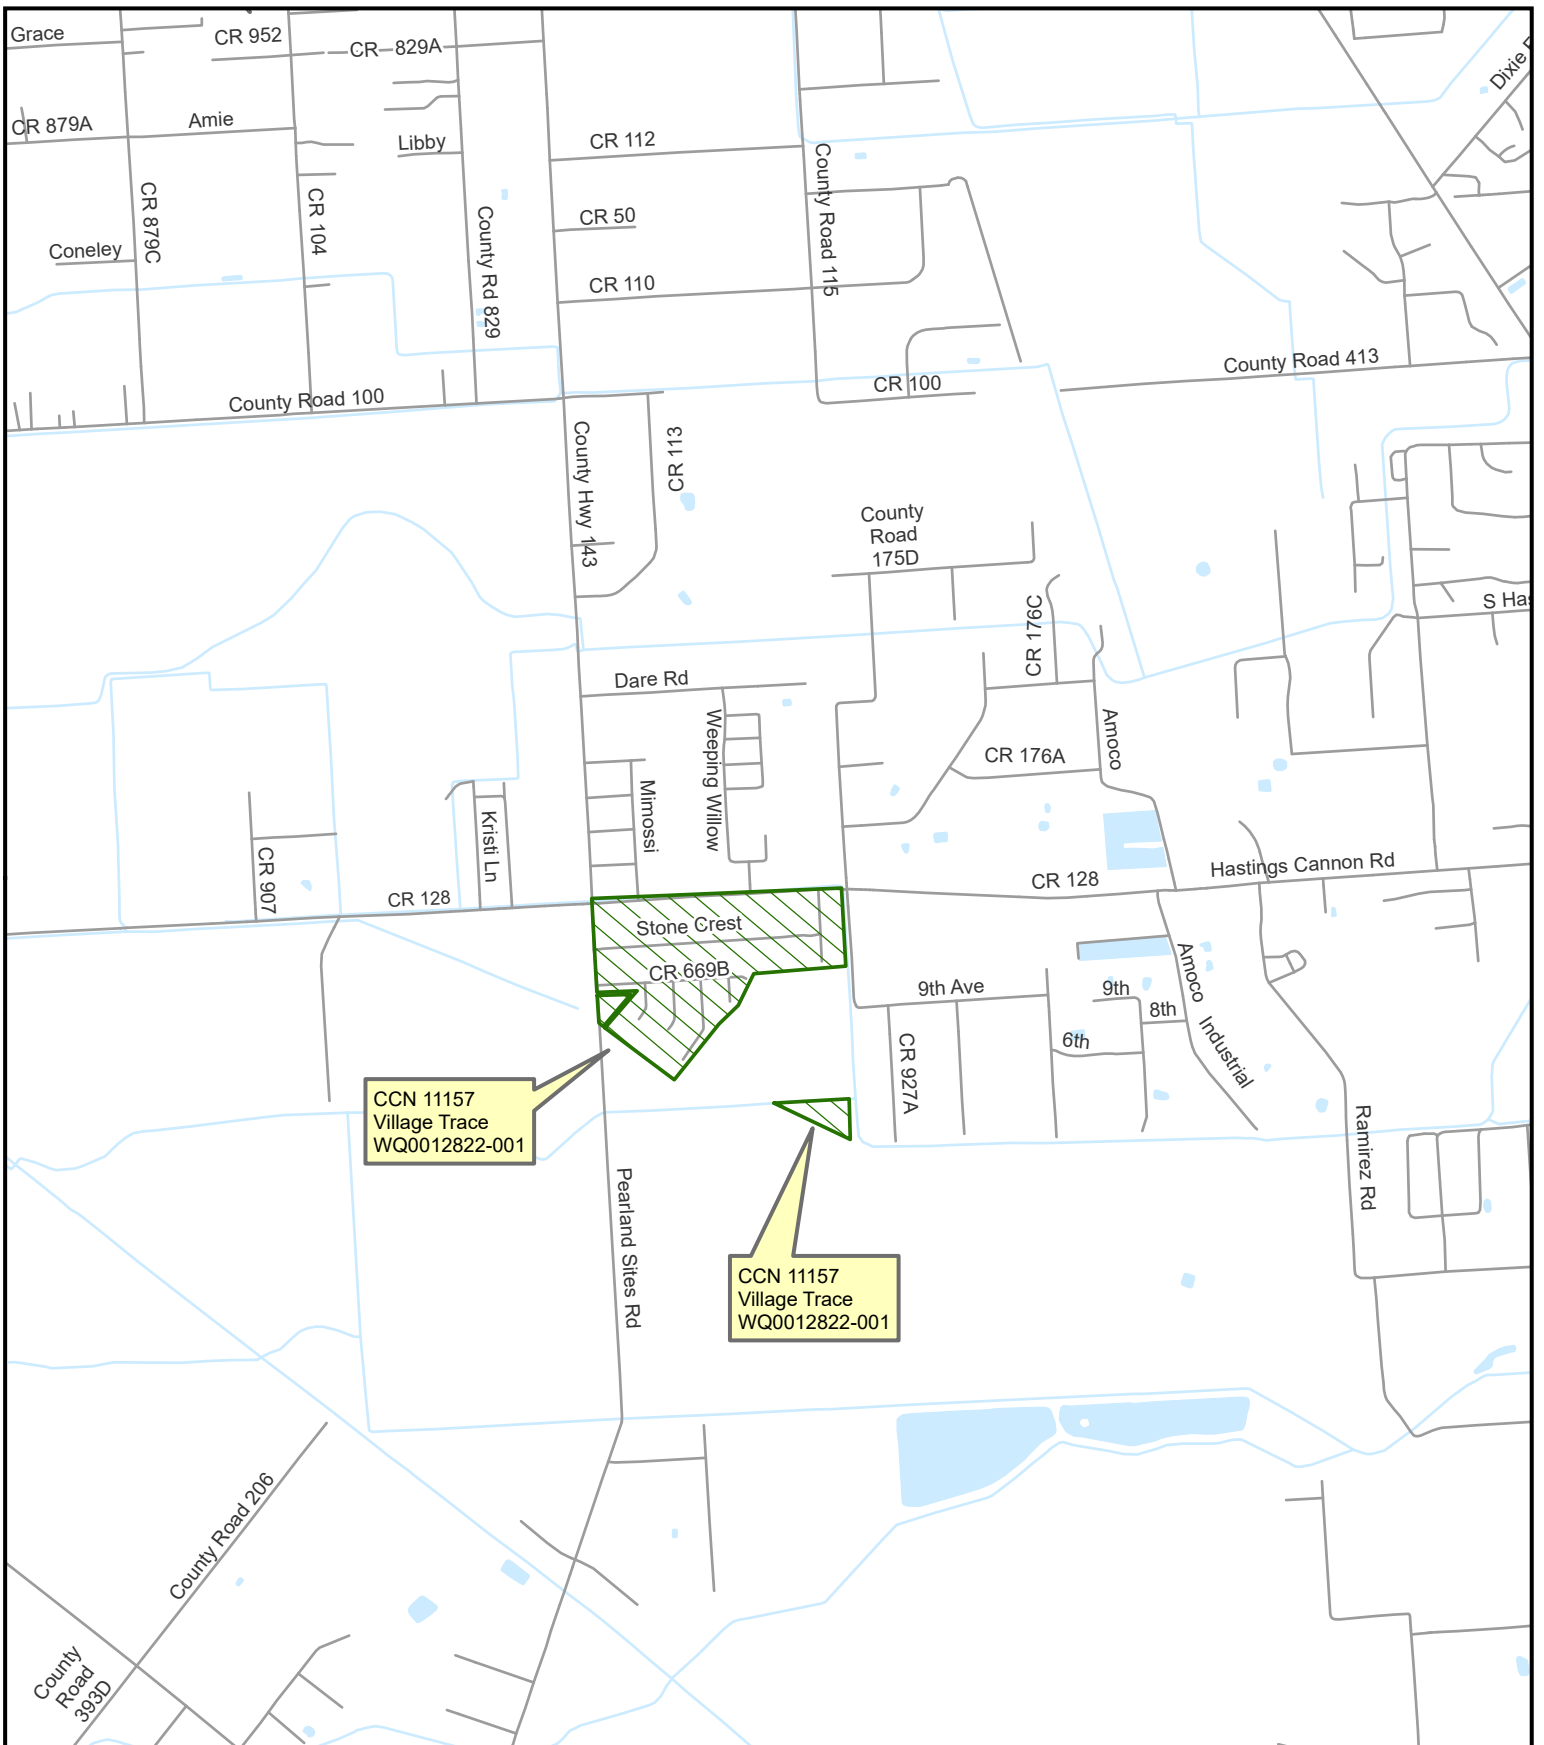 Grace
CR 952
CR 829A
Dixie
CR 879A
Amie
Libby
CR 112
County Road 115
CR 879C
CR 104
County Rd 829
CR 50
Coneley
CR 110
County Road 413
County Road 100
CR 100
County Hwy 143
CR 113
County
Road
175D
CR 176C
S Has
Dare Rd
Weeping Willow
Amoco
CR 176A
Mimossi
Kristi Ln
CR 907
Hastings Cannon Rd
CR 128
CR 128
Stone Crest
CR 669B
Amoco
9th Ave
9th
8th
6th
Industrial
CR 927A
CCN 11157
Village Trace
WQ0012822-001
Ramirez Rd
Pearland Sites Rd
CCN 11157
Village Trace
WQ0012822-001
County Road 206
County
Road
393D